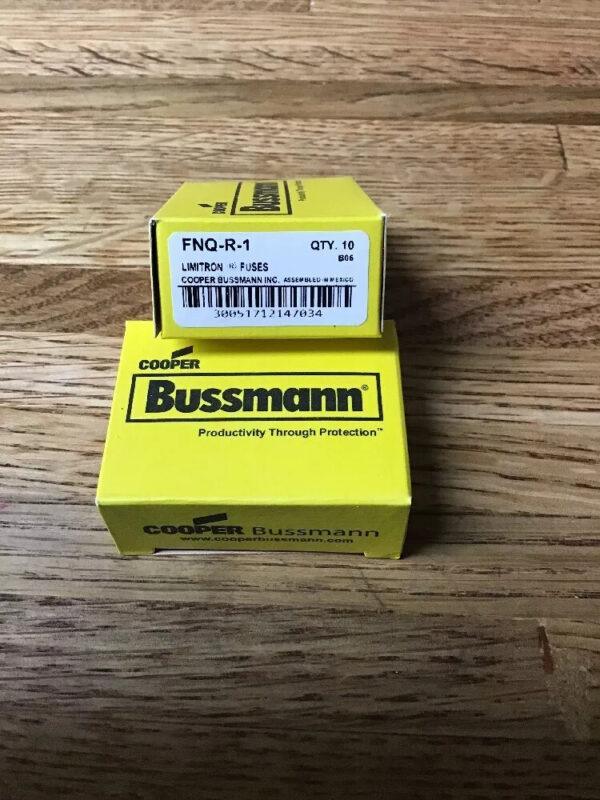 Bussmann
FNQ-R-1 QTY. 10
B06
LIMITRON ® FUSES
COOPER BUSSMANN INC. ASSEMBLED IN MEXICO
30051712147034
COOPER
Bussmann®
Productivity Through Protection™
COOPER Bussmann
www.cooperbussmann.com